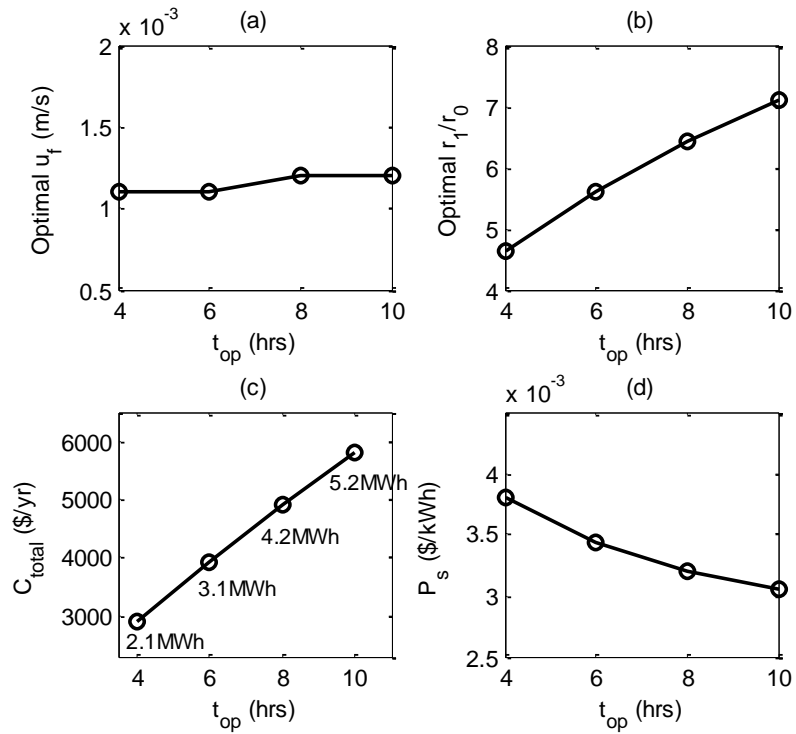 x 10^-3
(a)
2
1.5
1
0.5
Optimal u_f (m/s)
4 6 8 10
t_op (hrs)
(b)
8
7
6
5
4
Optimal r_1/r_0
4 6 8 10
t_op (hrs)
(c)
6000
5000
4000
3000
C_total ($/yr)
2.1MWh
3.1MWh
4.2MWh
5.2MWh
4 6 8 10
t_op (hrs)
x 10^-3
(d)
4
3.5
3
2.5
P_s ($/kWh)
4 6 8 10
t_op (hrs)